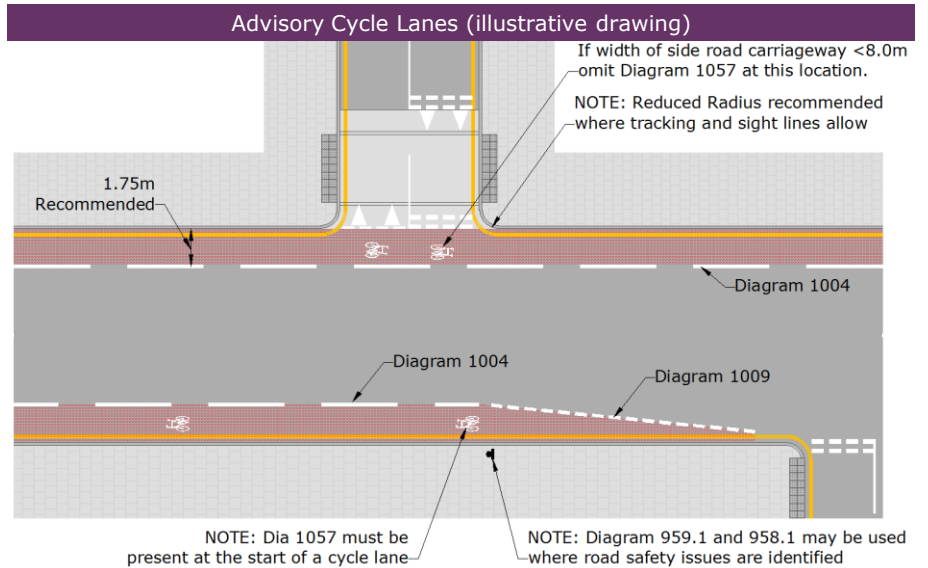 Advisory Cycle Lanes (illustrative drawing)
If width of side road carriageway <8.0m
omit Diagram 1057 at this location.
NOTE: Reduced Radius recommended
where tracking and sight lines allow
1.75m
Recommended
Diagram 1004
Diagram 1004
Diagram 1009
NOTE: Dia 1057 must be
present at the start of a cycle lane
NOTE: Diagram 959.1 and 958.1 may be used
where road safety issues are identified